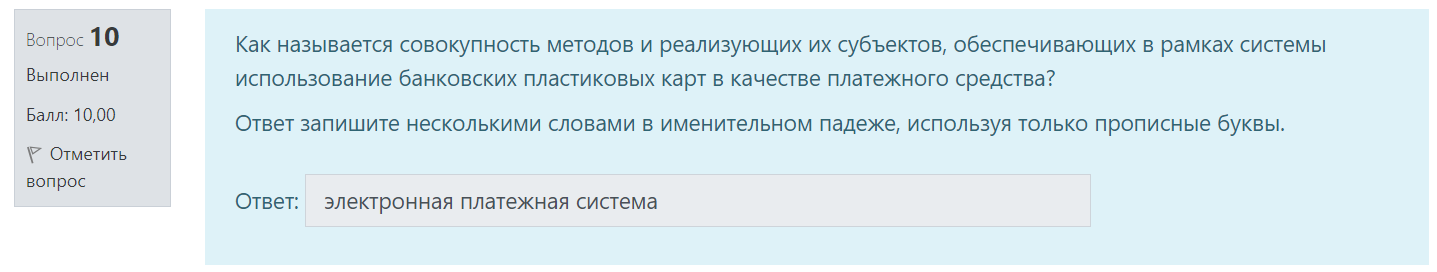 Вопрос 10
Выполнен
Балл: 10,00
Отметить
вопрос
Как называется совокупность методов и реализующих их субъектов, обеспечивающих в рамках системы
использование банковских пластиковых карт в качестве платежного средства?
Ответ запишите несколькими словами в именительном падеже, используя только прописные буквы.
Ответ: электронная платежная система